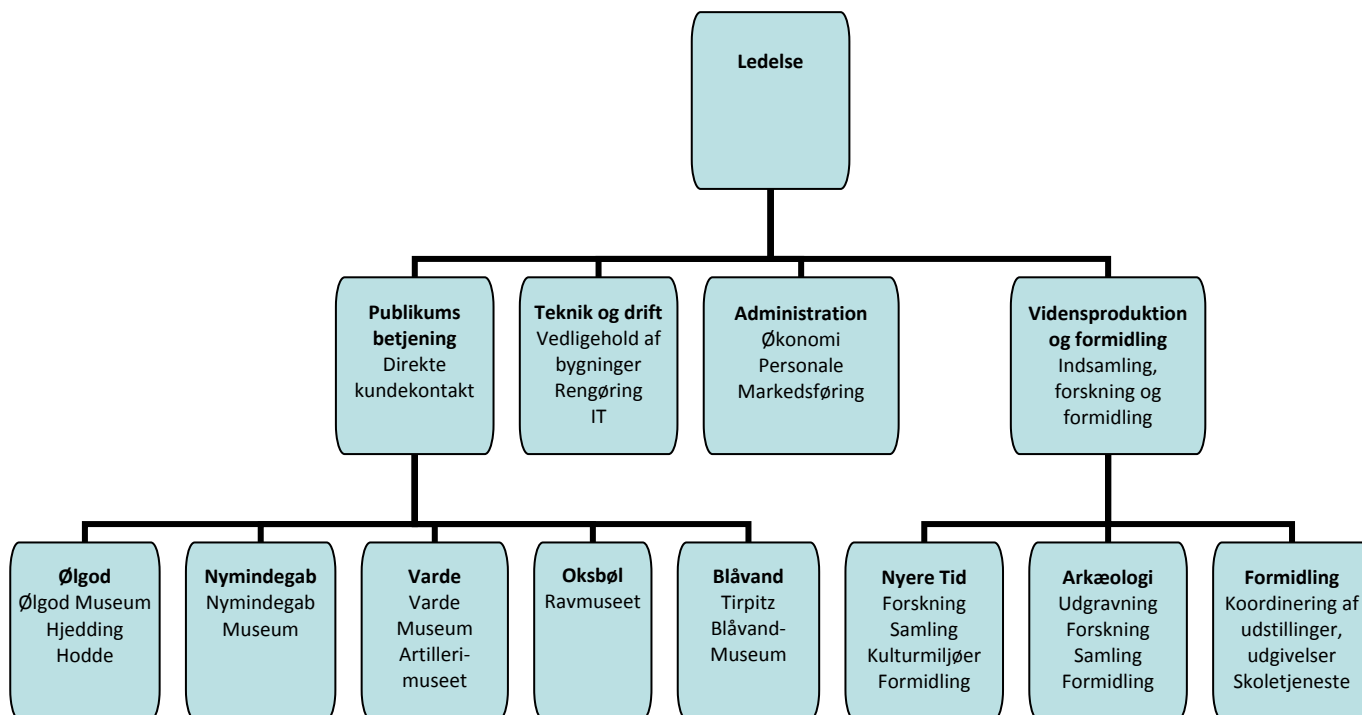 Ledelse
Publikums
betjening
Direkte
kundekontakt
Teknik og drift
Vedligehold af
bygninger
Rengøring
IT
Administration
Økonomi
Personale
Markedsføring
Vidensproduktion
og formidling
Indsamling,
forskning og
formidling
Ølgod
Ølgod Museum
Hjedding
Hodde
Nymindegab
Nymindegab
Museum
Varde
Varde
Museum
Artilleri-
museet
Oksbøl
Ravmuseet
Blåvand
Tirpitz
Blåvand-
Museum
Nyere Tid
Forskning
Samling
Kulturmiljøer
Formidling
Arkæologi
Udgravning
Forskning
Samling
Formidling
Formidling
Koordinering af
udstillinger,
udgivelser
Skoletjeneste